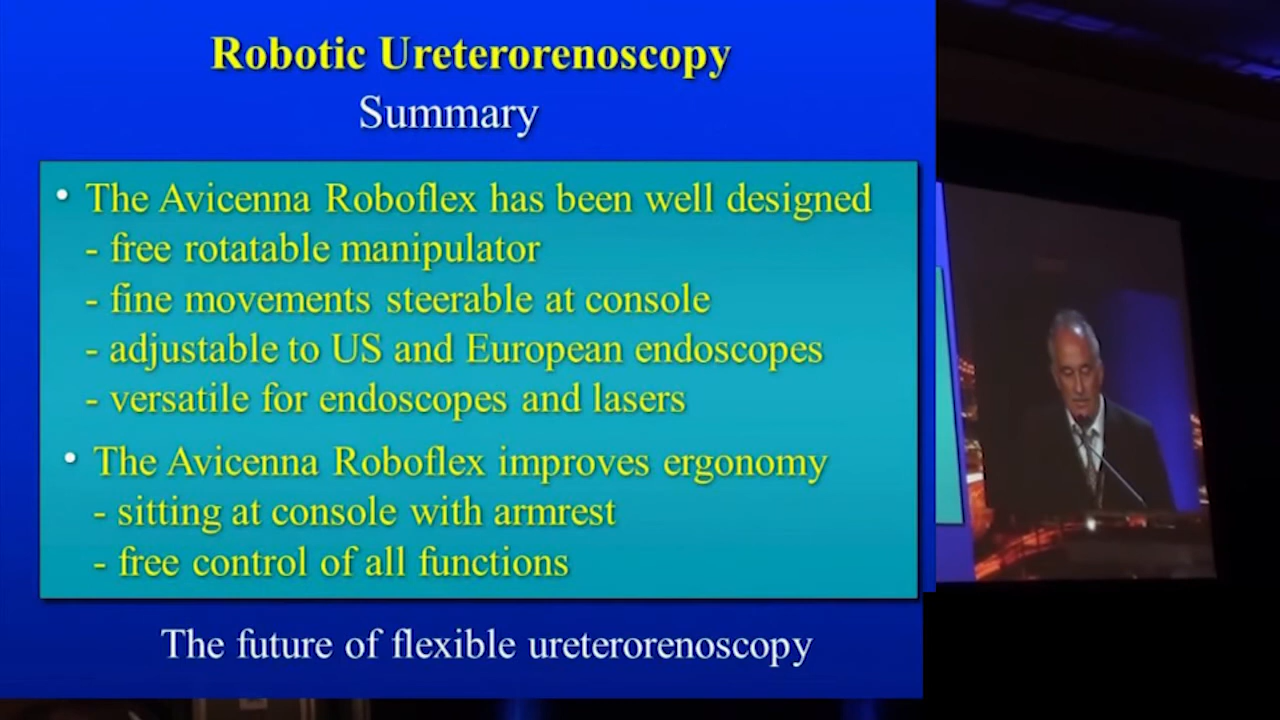 Robotic Ureterorenoscopy
Summary
• The Avicenna Roboflex has been well designed
- free rotatable manipulator
- fine movements steerable at console
- adjustable to US and European endoscopes
- versatile for endoscopes and lasers
• The Avicenna Roboflex improves ergonomy
- sitting at console with armrest
- free control of all functions
The future of flexible ureterorenoscopy